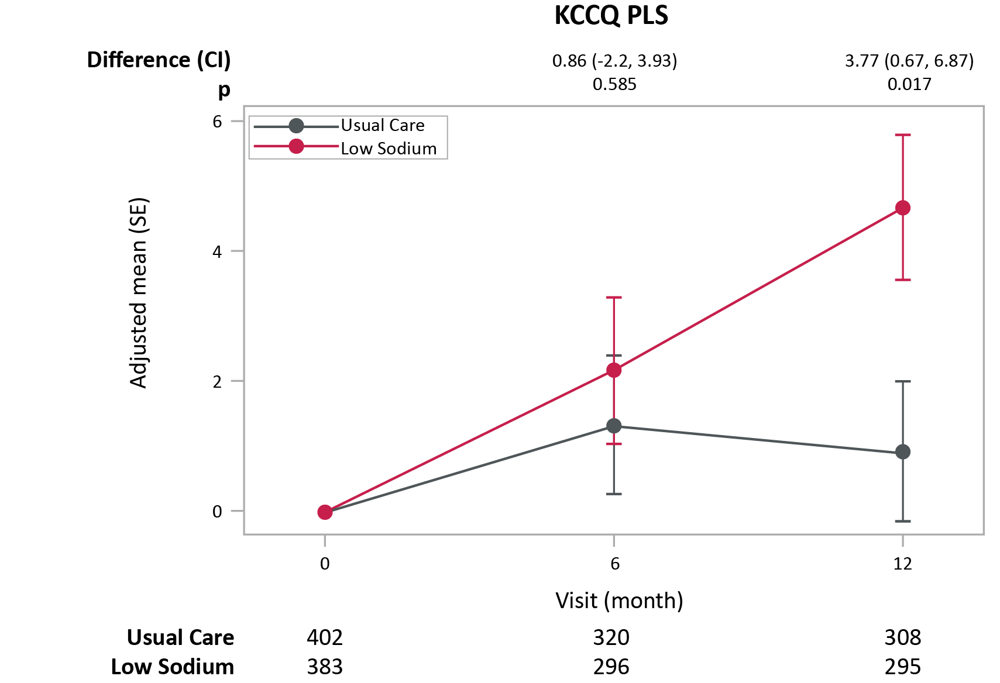 KCCQ PLS
Difference (CI) 0.86 (-2.2, 3.93) 3.77 (0.67, 6.87)
p 0.585 0.017
Usual Care
Low Sodium
Adjusted mean (SE)
6
4
2
0
0 6 12
Visit (month)
Usual Care 402 320 308
Low Sodium 383 296 295